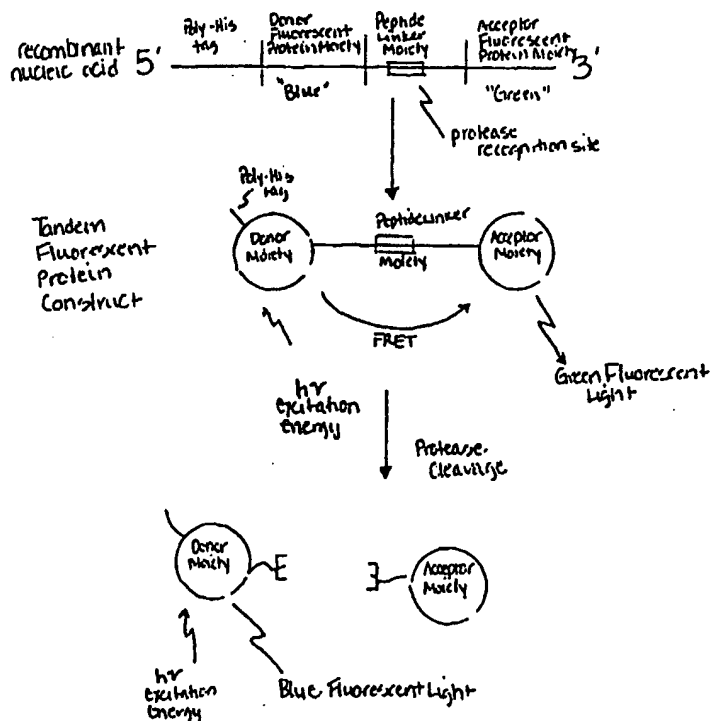 Poly-His
tag
Donor
Fluorescent
Protein Moiety
Peptide
Linker
Moiety
Acceptor
Fluorescent
Protein Moiety
recombinant
nucleic acid
5'
3'
"Blue"
"Green"
protease
recognition site
Poly-His
tag
Tandem
Fluorescent
Protein
Construct
Donor
Moiety
Peptide Linker
Moiety
Acceptor
Moiety
FRET
hν
excitation
energy
Green Fluorescent
Light
Protease
Cleavage
Donor
Moiety
Acceptor
Moiety
hν
excitation
Energy
Blue Fluorescent Light